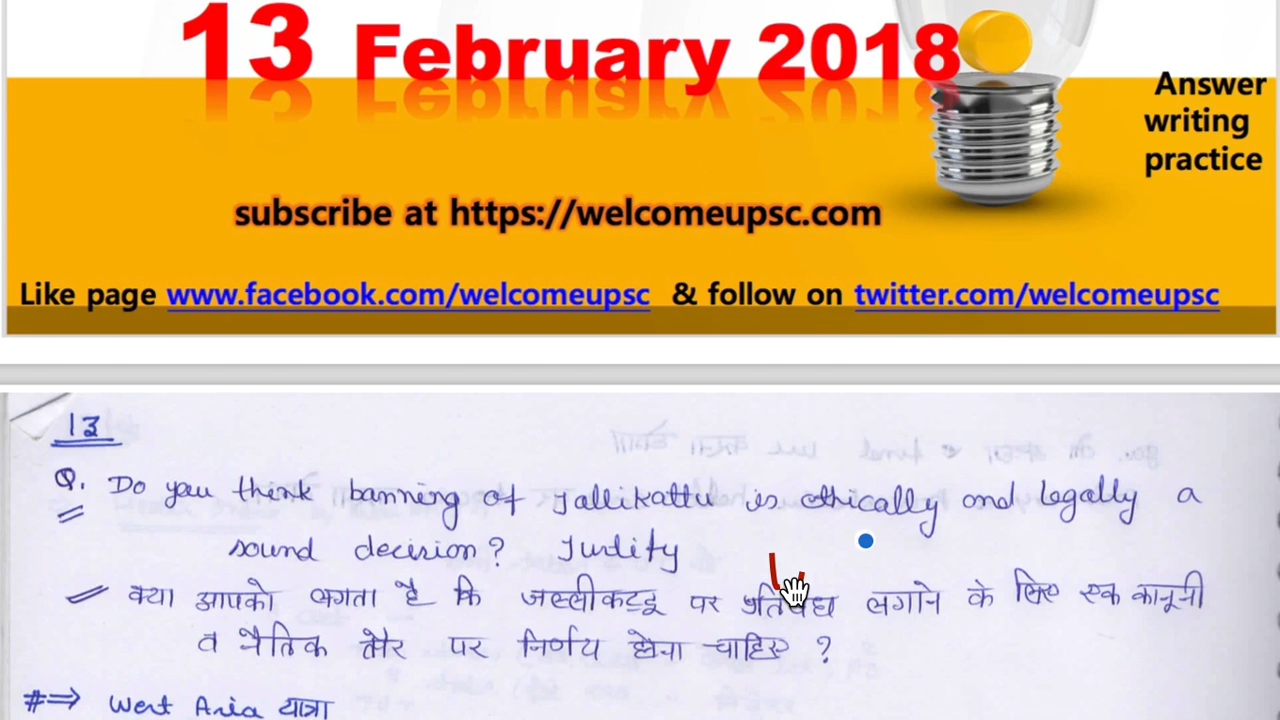 13 February 2018
Answer
writing
practice
subscribe at https://welcomeupsc.com
Like page www.facebook.com/welcomeupsc & follow on twitter.com/welcomeupsc
13
Q. Do you think banning of Jallikattu is ethically and legally a
sound decision? Justify
क्या आपको लगता है कि जल्लीकट्टू पर प्रतिबंध लगाने के लिए एक कानूनी
व नैतिक तौर पर निर्णय होना चाहिए ?
#⇒ West Asia यात्रा